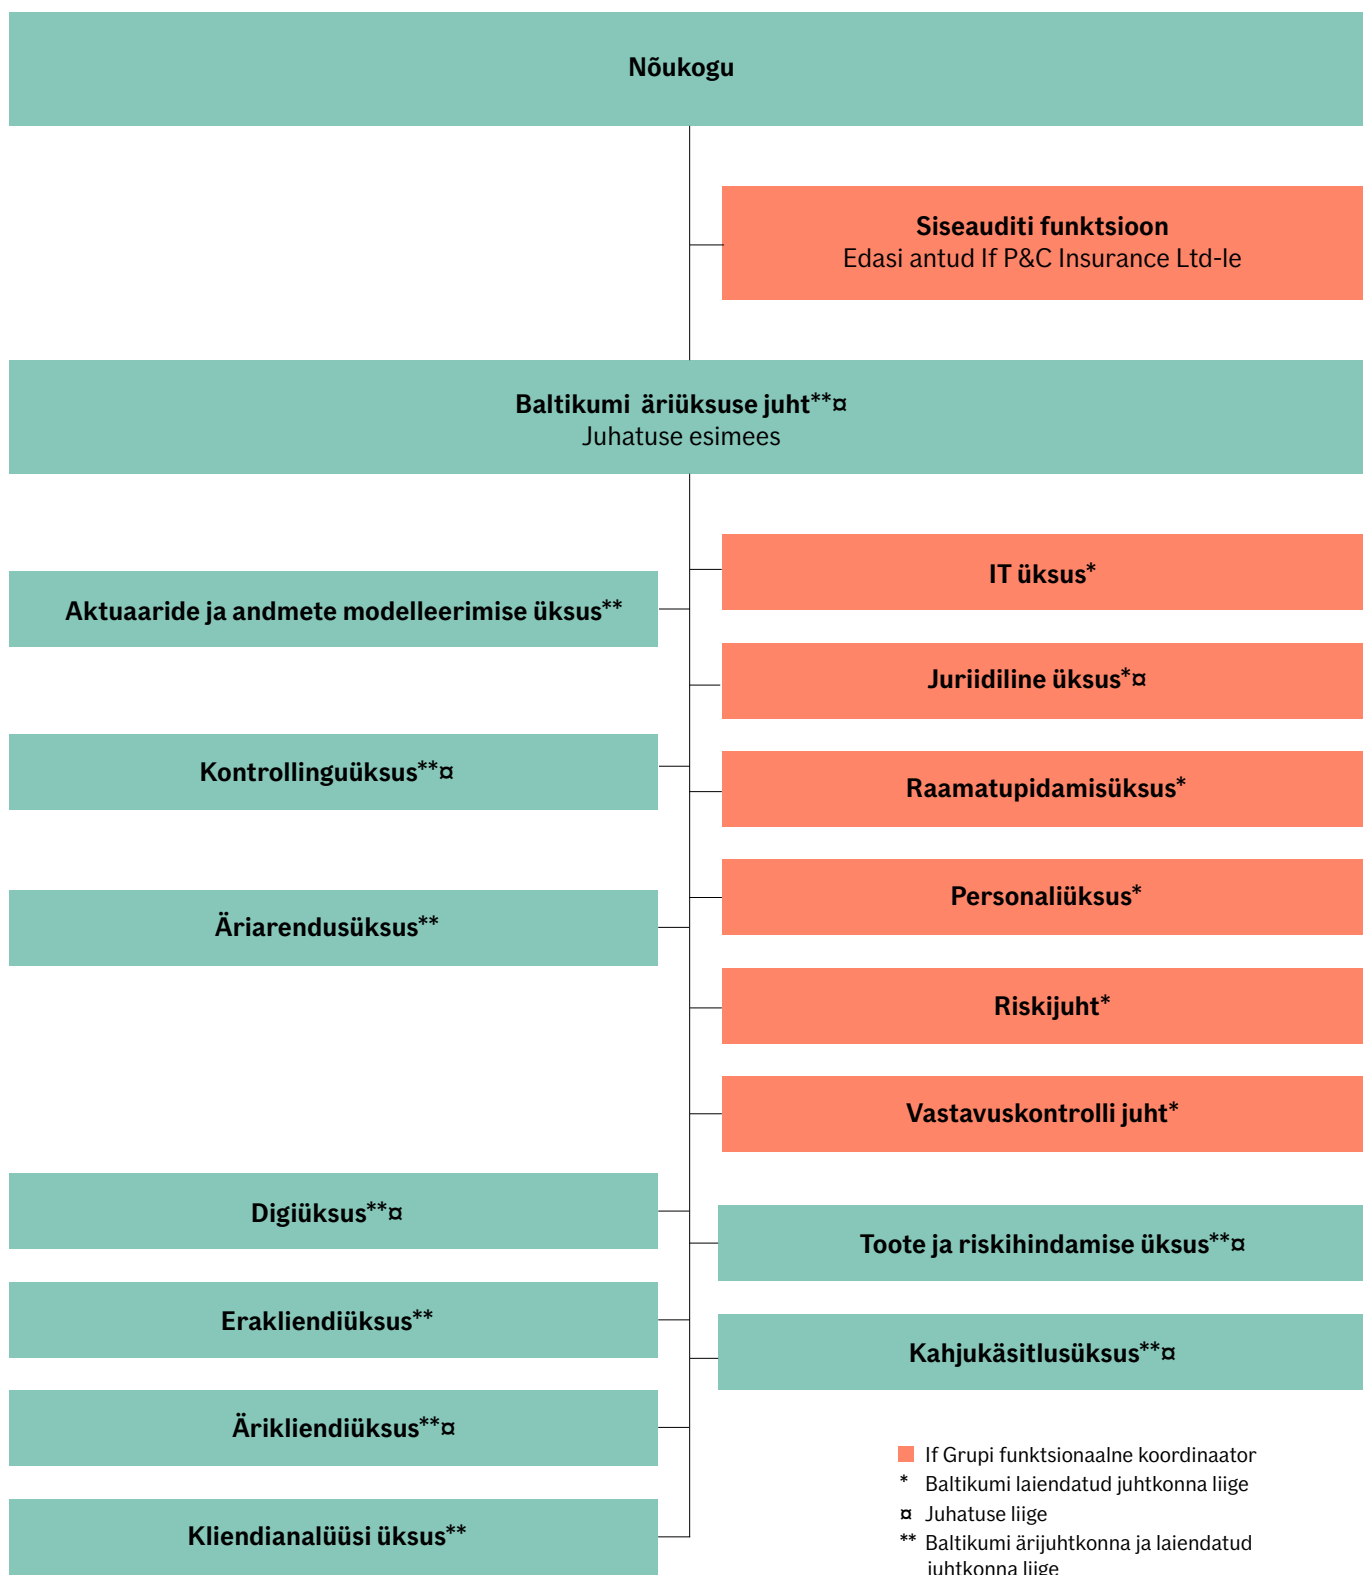 Nõukogu
Siseauditi funktsioon
Edasi antud If P&C Insurance Ltd-le
Baltikumi äriüksuse juht**¤
Juhatuse esimees
IT üksus*
Aktuaaride ja andmete modelleerimise üksus**
Juriidiline üksus*¤
Kontrollinguüksus**¤
Raamatupidamisüksus*
Personaliüksus*
Äriarendusüksus**
Riskijuht*
Vastavuskontrolli juht*
Digiüksus**¤
Toote ja riskihindamise üksus**¤
Erakliendiüksus**
Kahjukäsitlusüksus**¤
Ärikliendiüksus**¤
Kliendianalüüsi üksus**
If Grupi funktsionaalne koordinaator
* Baltikumi laiendatud juhtkonna liige
¤ Juhatuse liige
** Baltikumi ärijuhtkonna ja laiendatud
juhtkonna liige